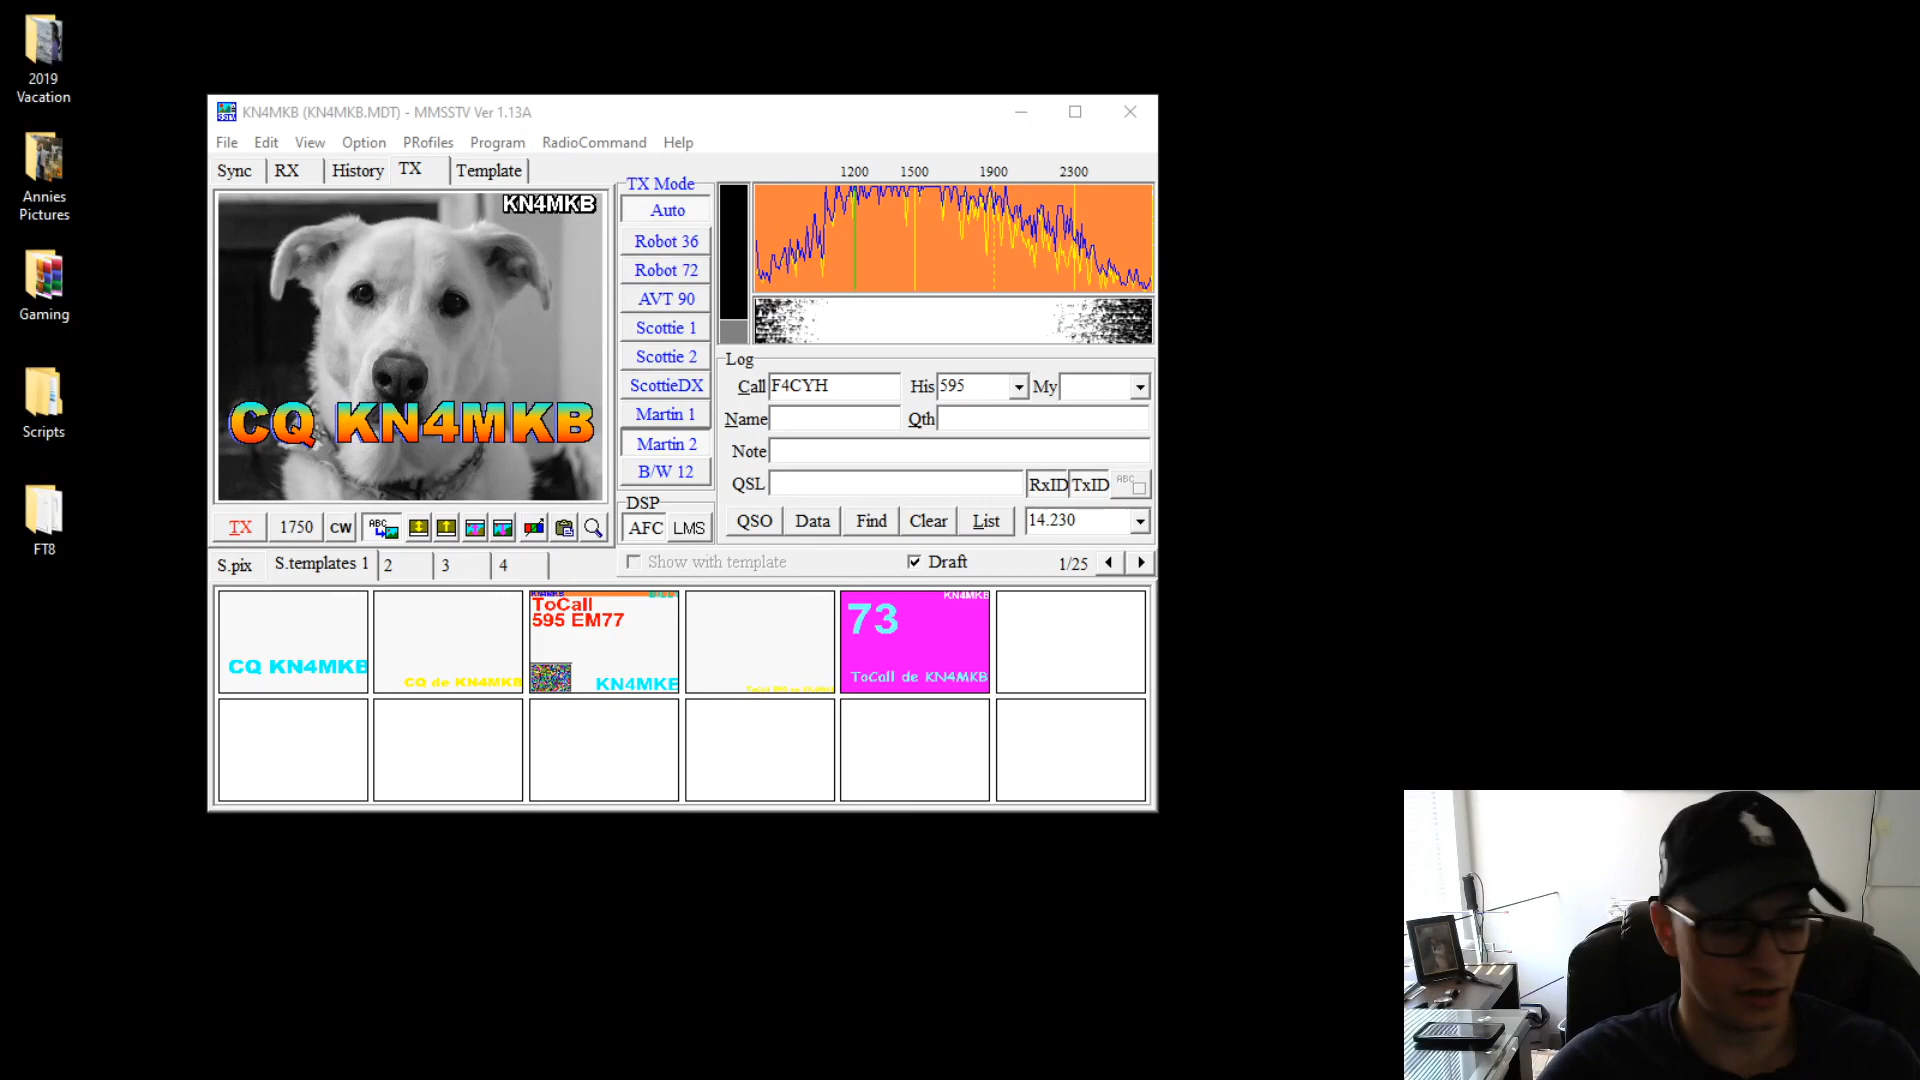 2019
Vacation
Annies
Pictures
Gaming
Scripts
FT8
KN4MKB (KN4MKB.MDT) - MMSSTV Ver 1.13A
File Edit View Option PRofiles Program RadioCommand Help
Sync RX History TX Template
KN4MKB
CQ KN4MKB
TX 1750 CW ABC
TX Mode
Auto
Robot 36
Robot 72
AVT 90
Scottie 1
Scottie 2
ScottieDX
Martin 1
Martin 2
B/W 12
DSP
AFC LMS
1200 1500 1900 2300
Log
Call F4CYH His 595 My
Name Qth
Note
QSL RxID TxID ABC
QSO Data Find Clear List 14.230
S.pix S.templates 1 2 3 4
Show with template Draft 1/25
CQ KN4MKB
CQ de KN4MKB
KN4MKB
ToCall
595 EM77
KN4MKB
KN4MKB
73
ToCall de KN4MKB